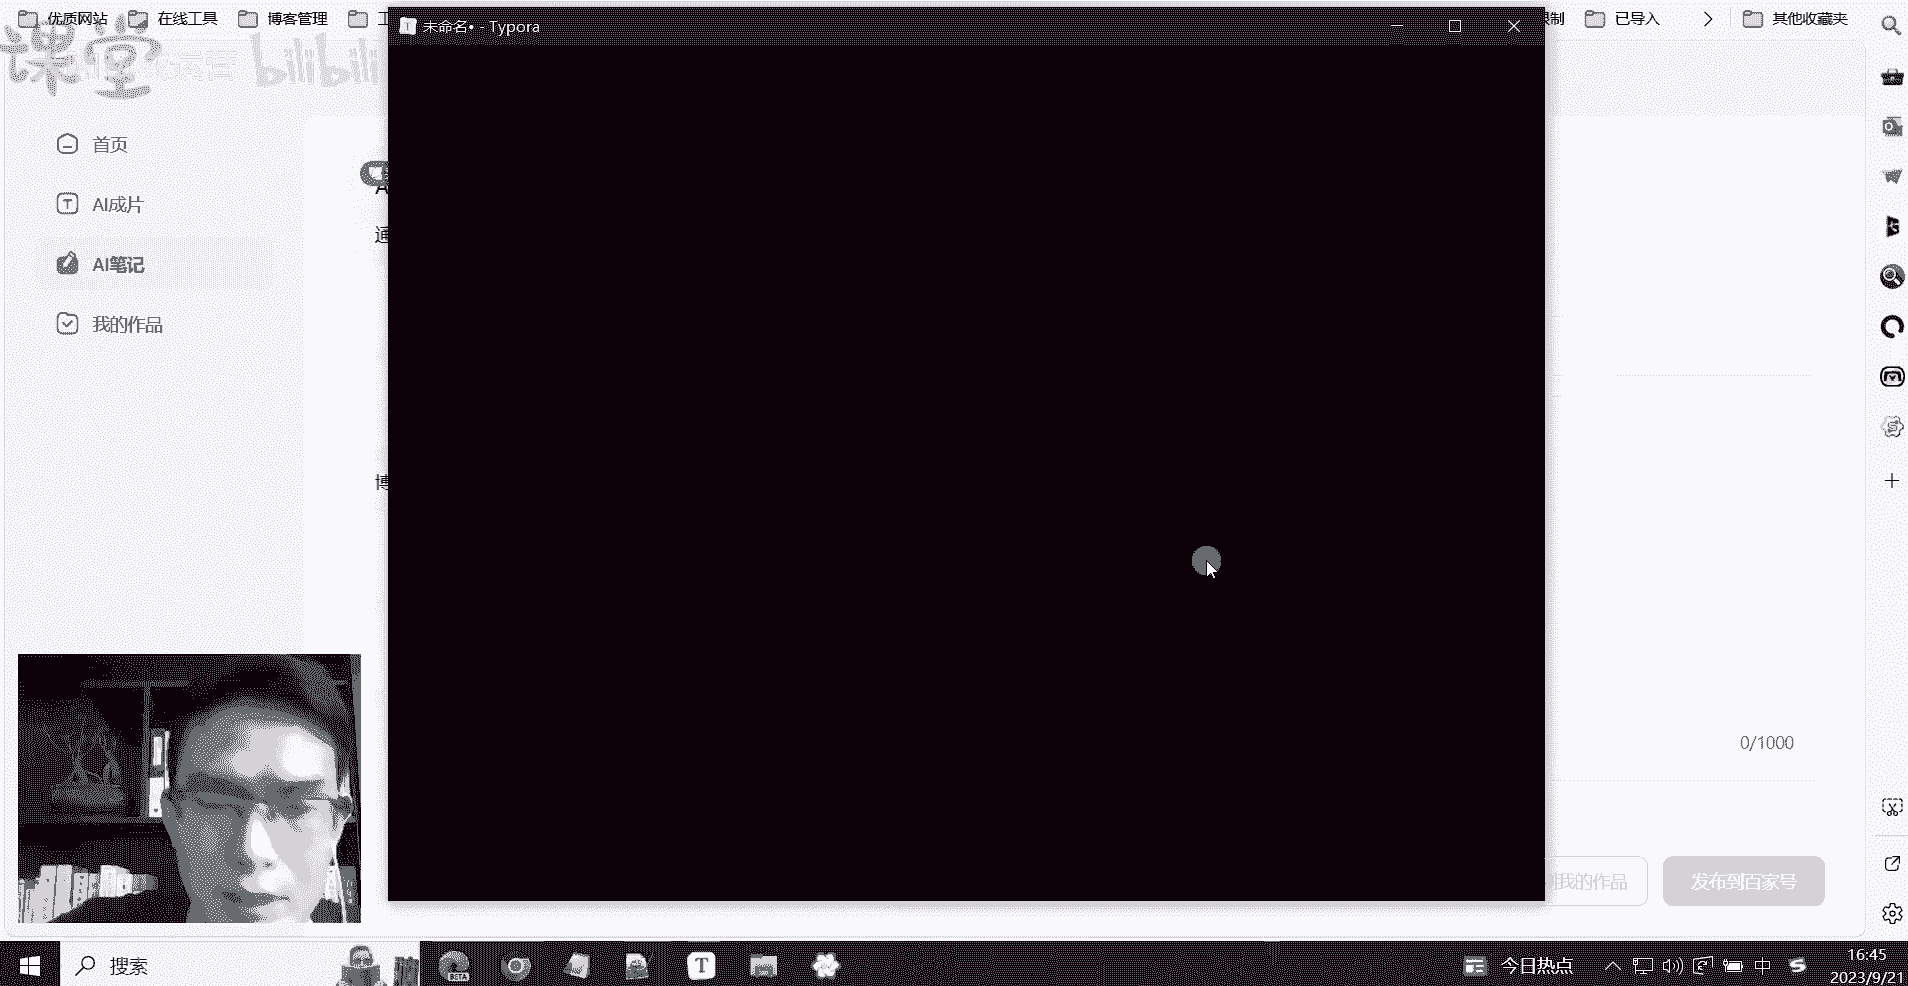 优质网站
在线工具
博客管理
未命名• - Typora
限制
已导入
其他收藏夹
课堂
bilibili
首页
AI成片
AI笔记
我的作品
通
博
0/1000
到我的作品
发布到百家号
搜索
BETA
T
今日热点
中
16:45
2023/9/21